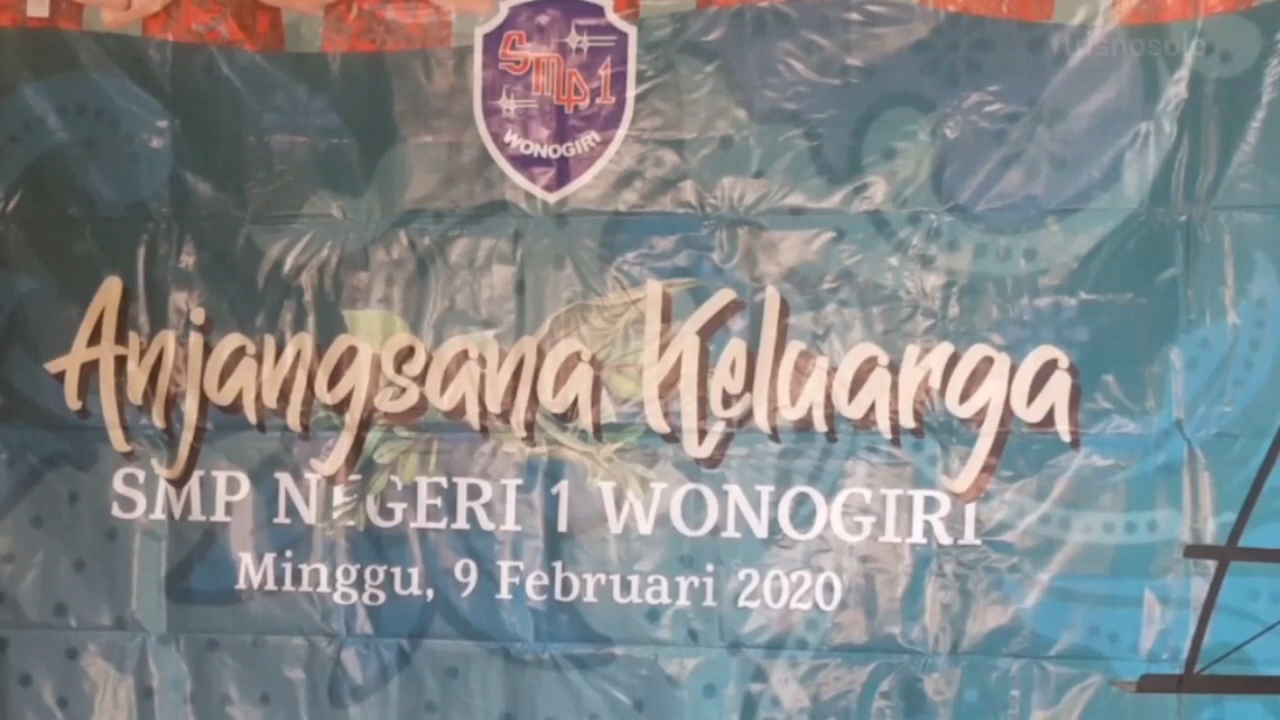 SMP 1
WONOGIRI
Anjangsana Keluarga
SMP NEGERI 1 WONOGIRI
Minggu, 9 Februari 2020